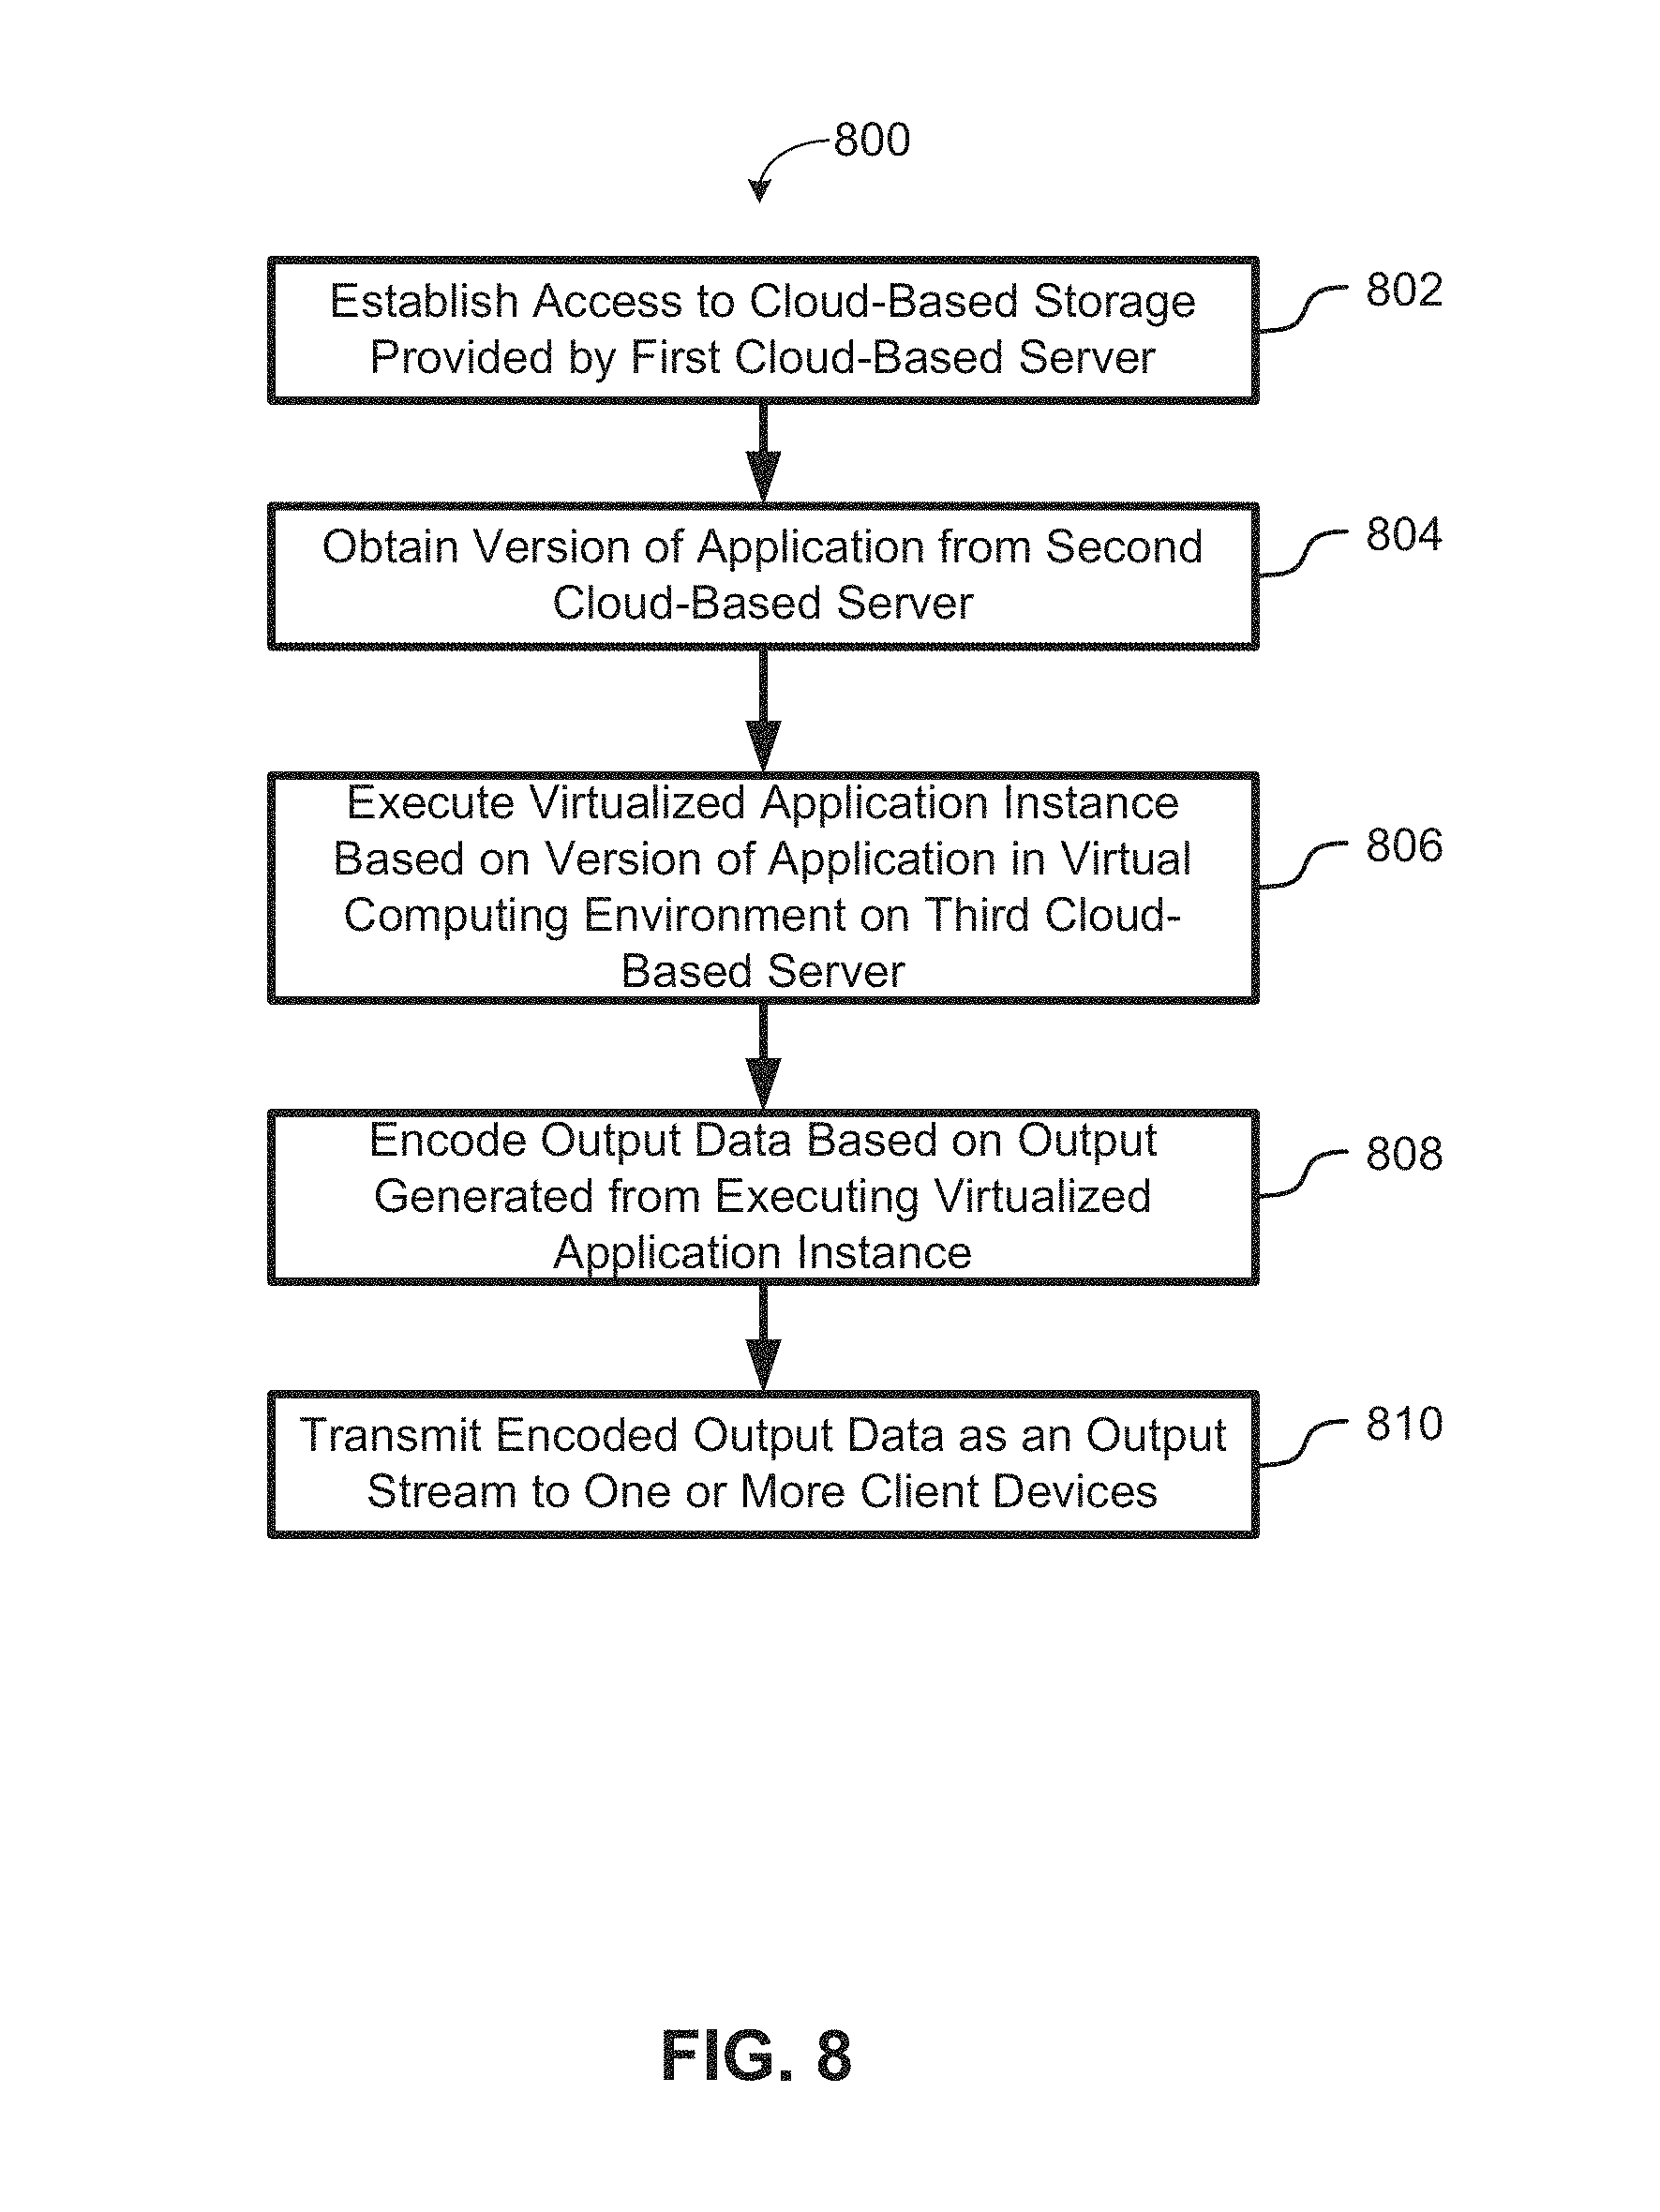 800
Establish Access to Cloud-Based Storage
Provided by First Cloud-Based Server
802
Obtain Version of Application from Second
Cloud-Based Server
804
Execute Virtualized Application Instance
Based on Version of Application in Virtual
Computing Environment on Third Cloud-
Based Server
806
Encode Output Data Based on Output
Generated from Executing Virtualized
Application Instance
808
Transmit Encoded Output Data as an Output
Stream to One or More Client Devices
810
FIG. 8